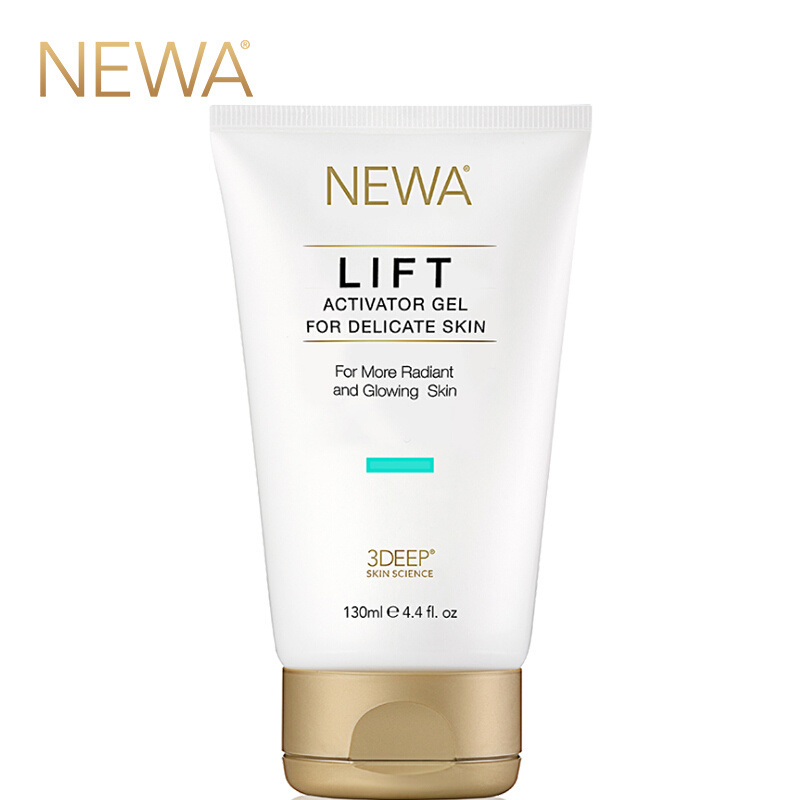 NEWA®
NEWA®
LIFT
ACTIVATOR GEL
FOR DELICATE SKIN
For More Radiant
and Glowing Skin
3DEEP®
SKIN SCIENCE
130ml ℮ 4.4 fl. oz